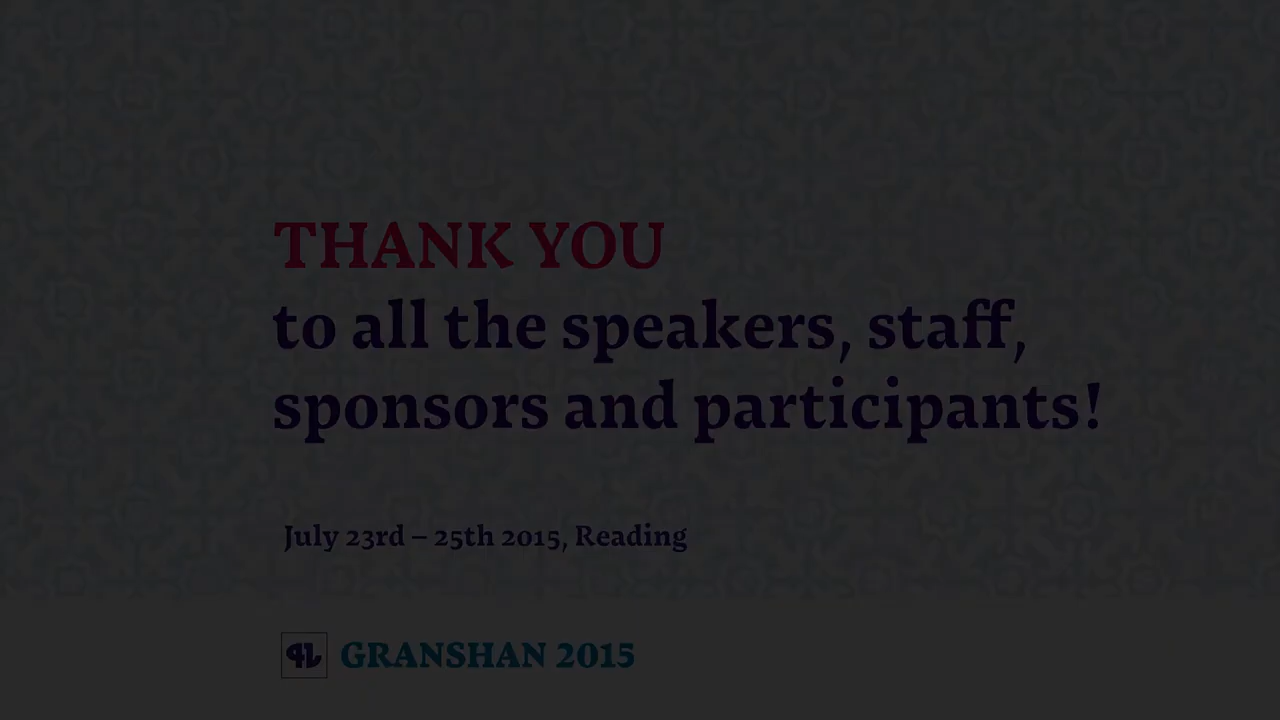 THANK YOU
to all the speakers, staff,
sponsors and participants!
July 23rd – 25th 2015, Reading
GRANSHAN 2015